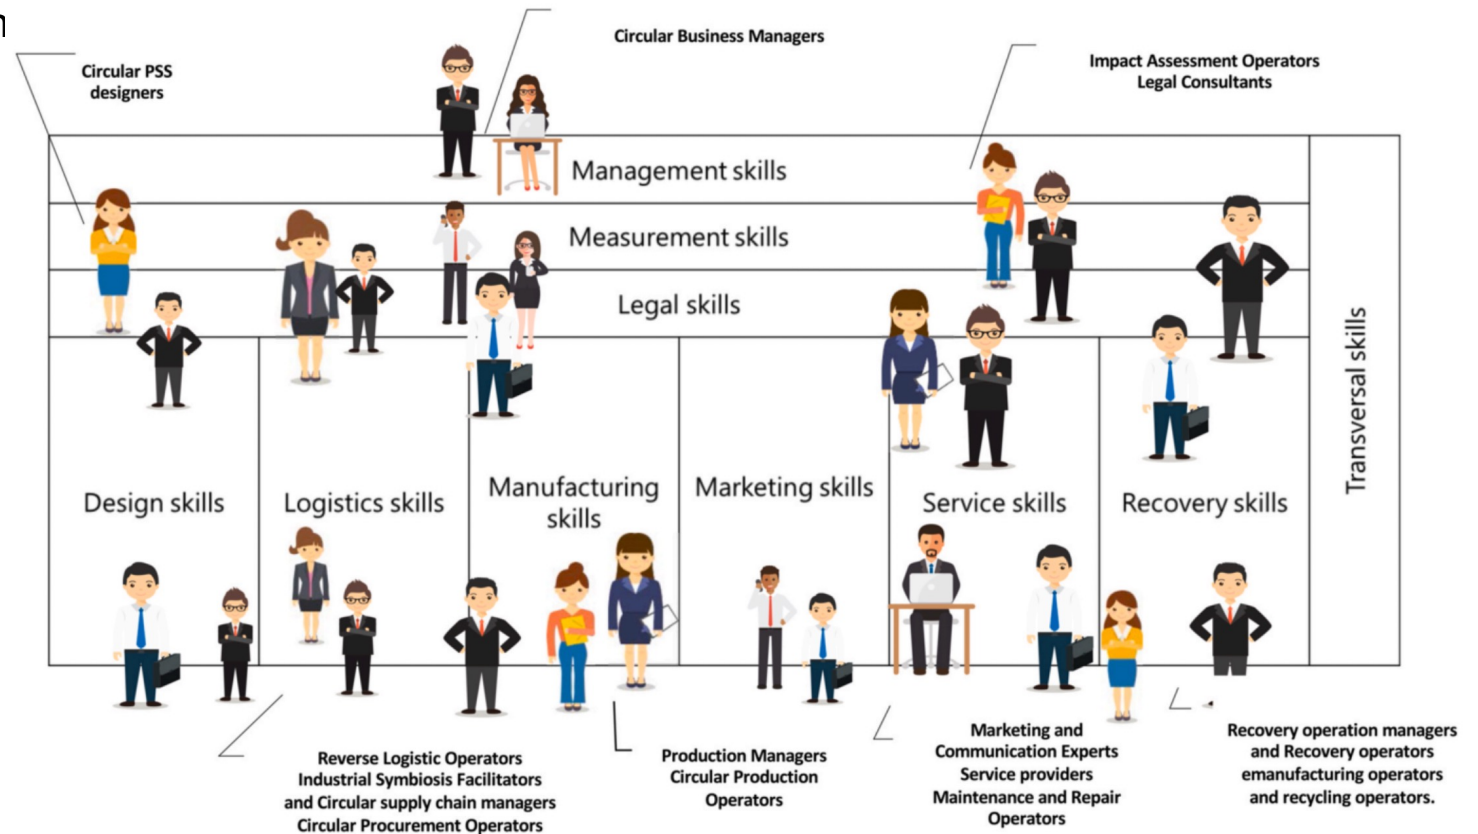 Circular Business Managers
Circular PSS
designers
Impact Assessment Operators
Legal Consultants
Management skills
Measurement skills
Legal skills
Transversal skills
Design skills
Logistics skills
Manufacturing
skills
Marketing skills
Service skills
Recovery skills
Reverse Logistic Operators
Industrial Symbiosis Facilitators
and Circular supply chain managers
Circular Procurement Operators
Production Managers
Circular Production
Operators
Marketing and
Communication Experts
Service providers
Maintenance and Repair
Operators
Recovery operation managers
and Recovery operators
emanufacturing operators
and recycling operators.